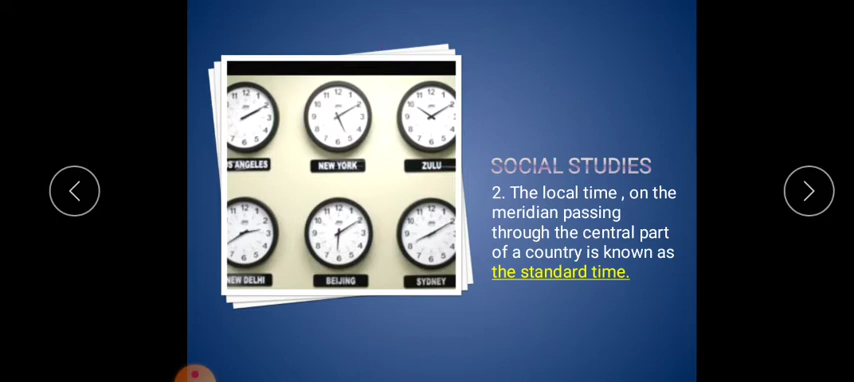 S ANGELES
NEW YORK
ZULU
NEW DELHI
BEIJING
SYDNEY
SOCIAL STUDIES
2. The local time , on the
meridian passing
through the central part
of a country is known as
the standard time.